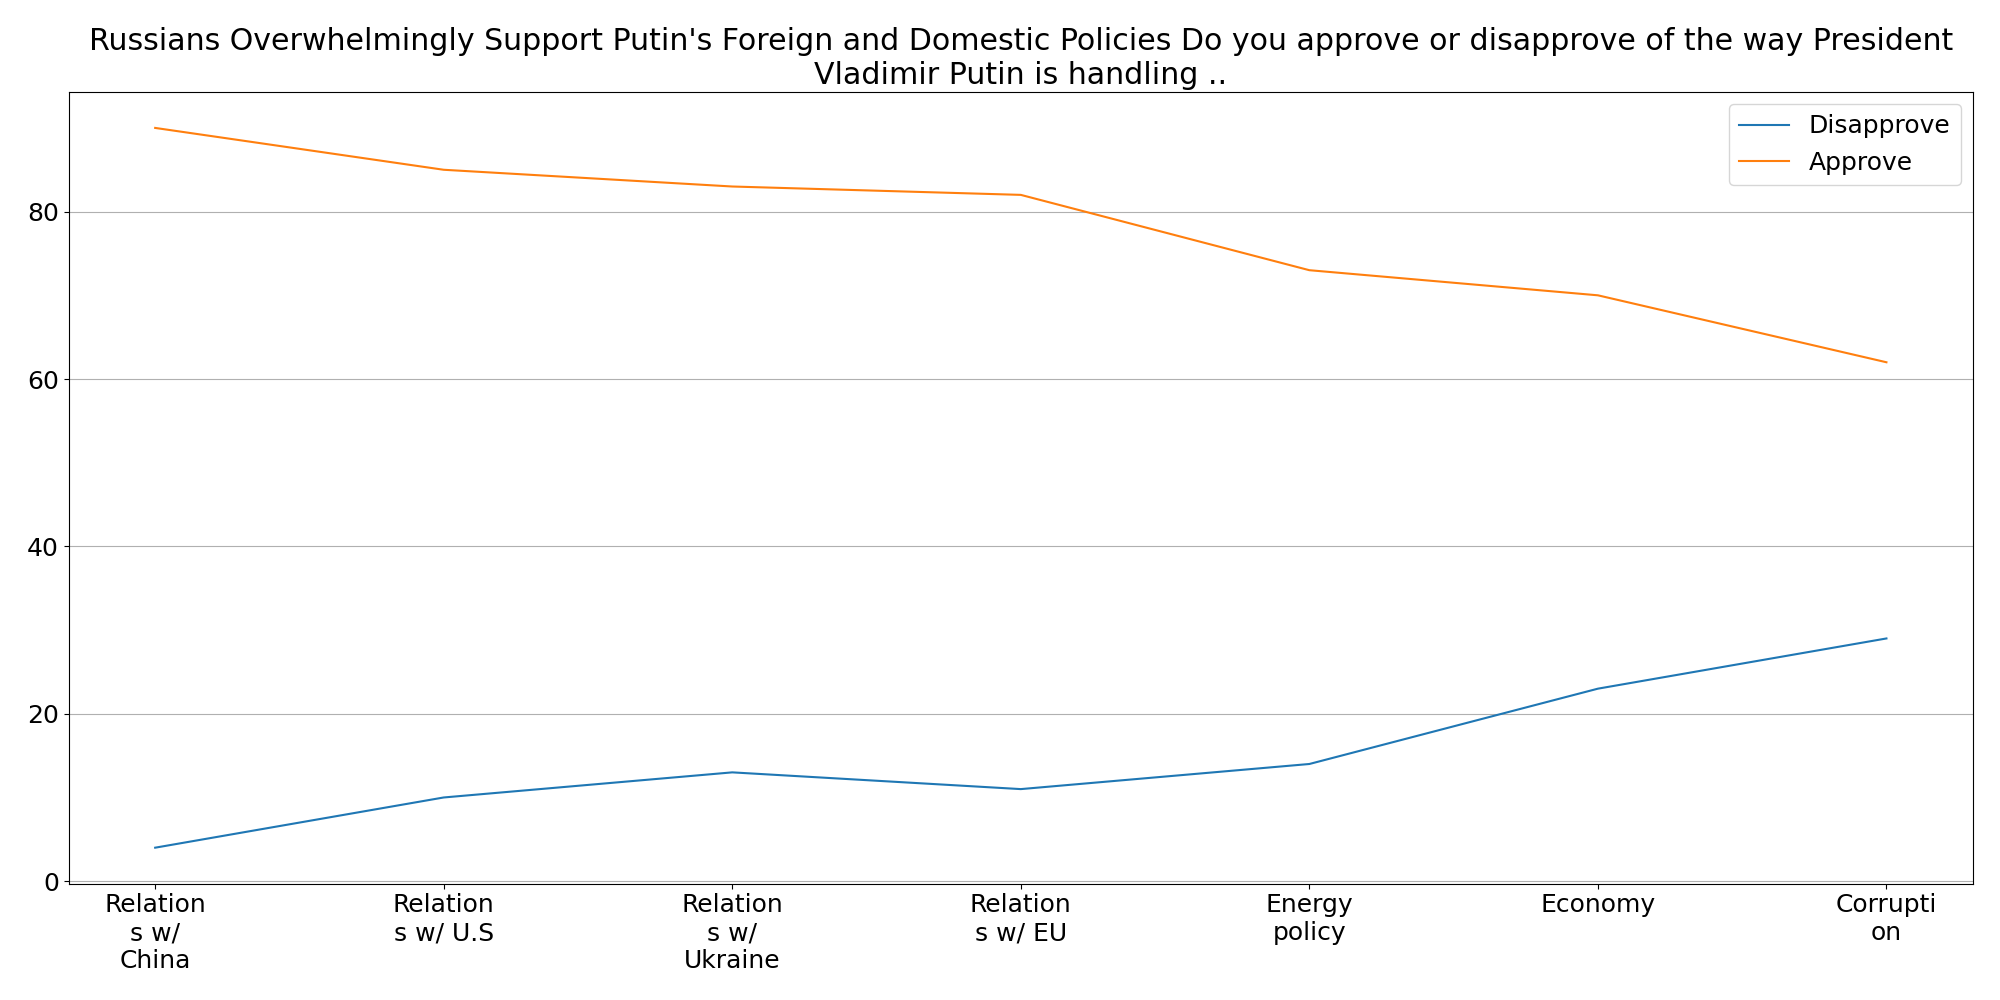 Russians Overwhelmingly Support Putin's Foreign and Domestic Policies Do you approve or disapprove of the way President
Vladimir Putin is handling ..
Disapprove
Approve
80
60
40
20
0
Relation
s w/
China
Relation
s w/ U.S
Relation
s w/
Ukraine
Relation
s w/ EU
Energy
policy
Economy
Corrupti
on